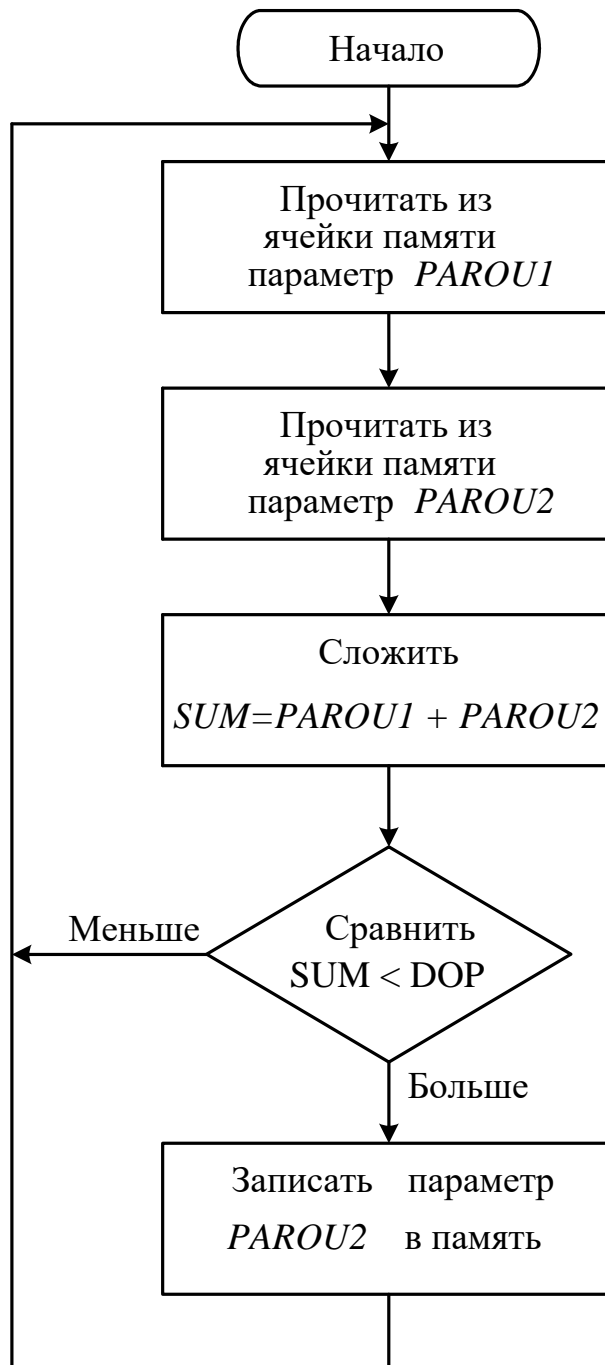 Начало
Прочитать из
ячейки памяти
параметр PAROU1
Прочитать из
ячейки памяти
параметр PAROU2
Сложить
SUM=PAROU1 + PAROU2
Меньше
Сравнить
SUM < DOP
Больше
Записать параметр
PAROU2 в память